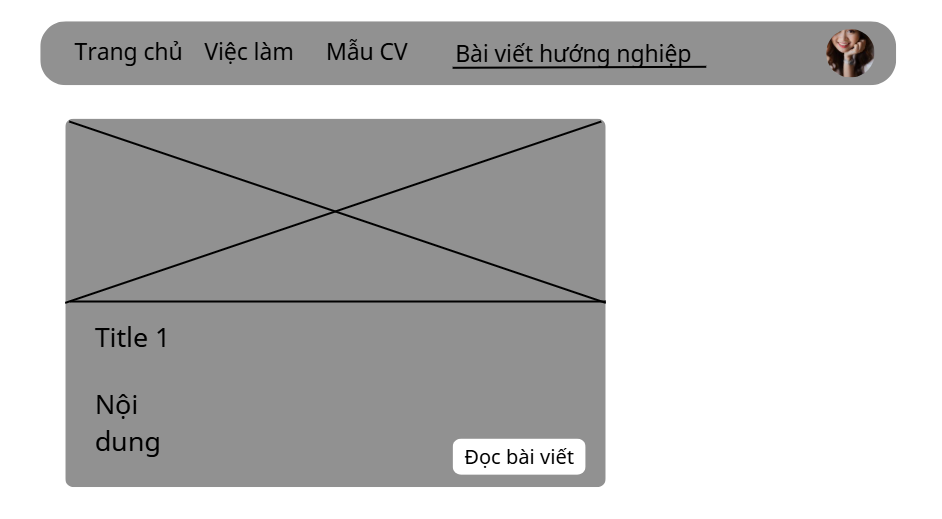 Trang chủ Việc làm Mẫu CV Bài viết hướng nghiệp
Title 1
Nội
dung
Đọc bài viết